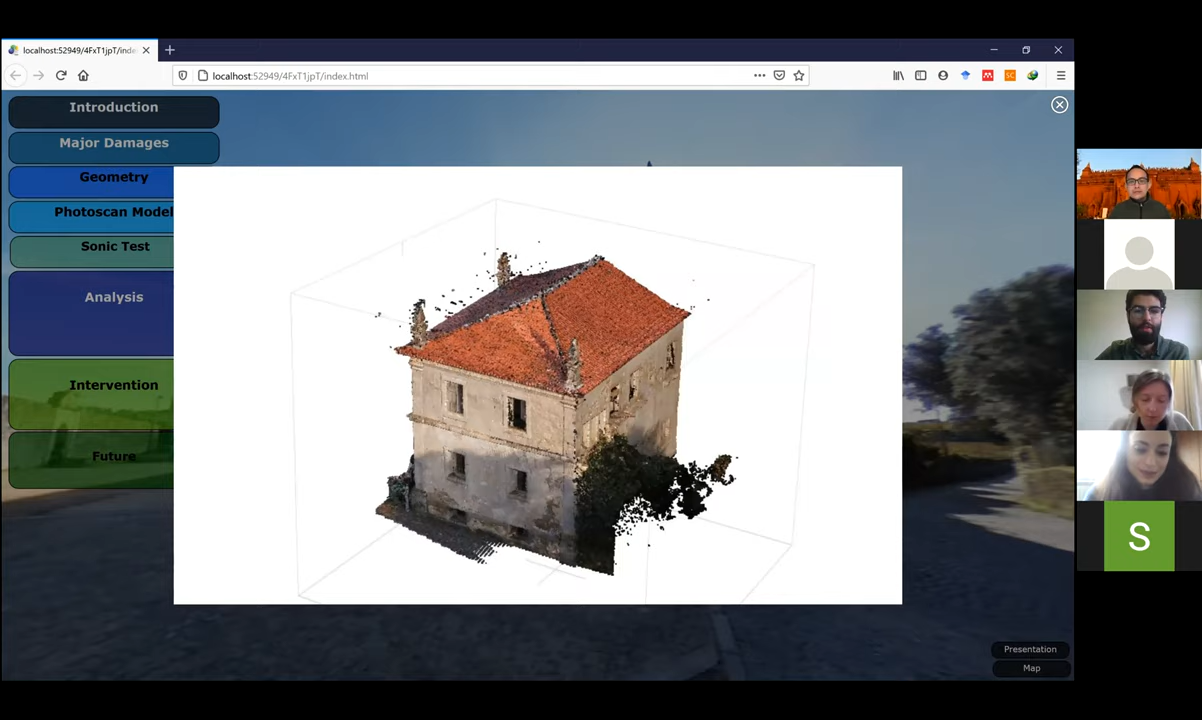 localhost:52949/4FxT1jpT/inde
localhost:52949/4FxT1jpT/index.html
SC
Introduction
Major Damages
Geometry
Photoscan Model
Sonic Test
Analysis
Intervention
Future
S
Presentation
Map